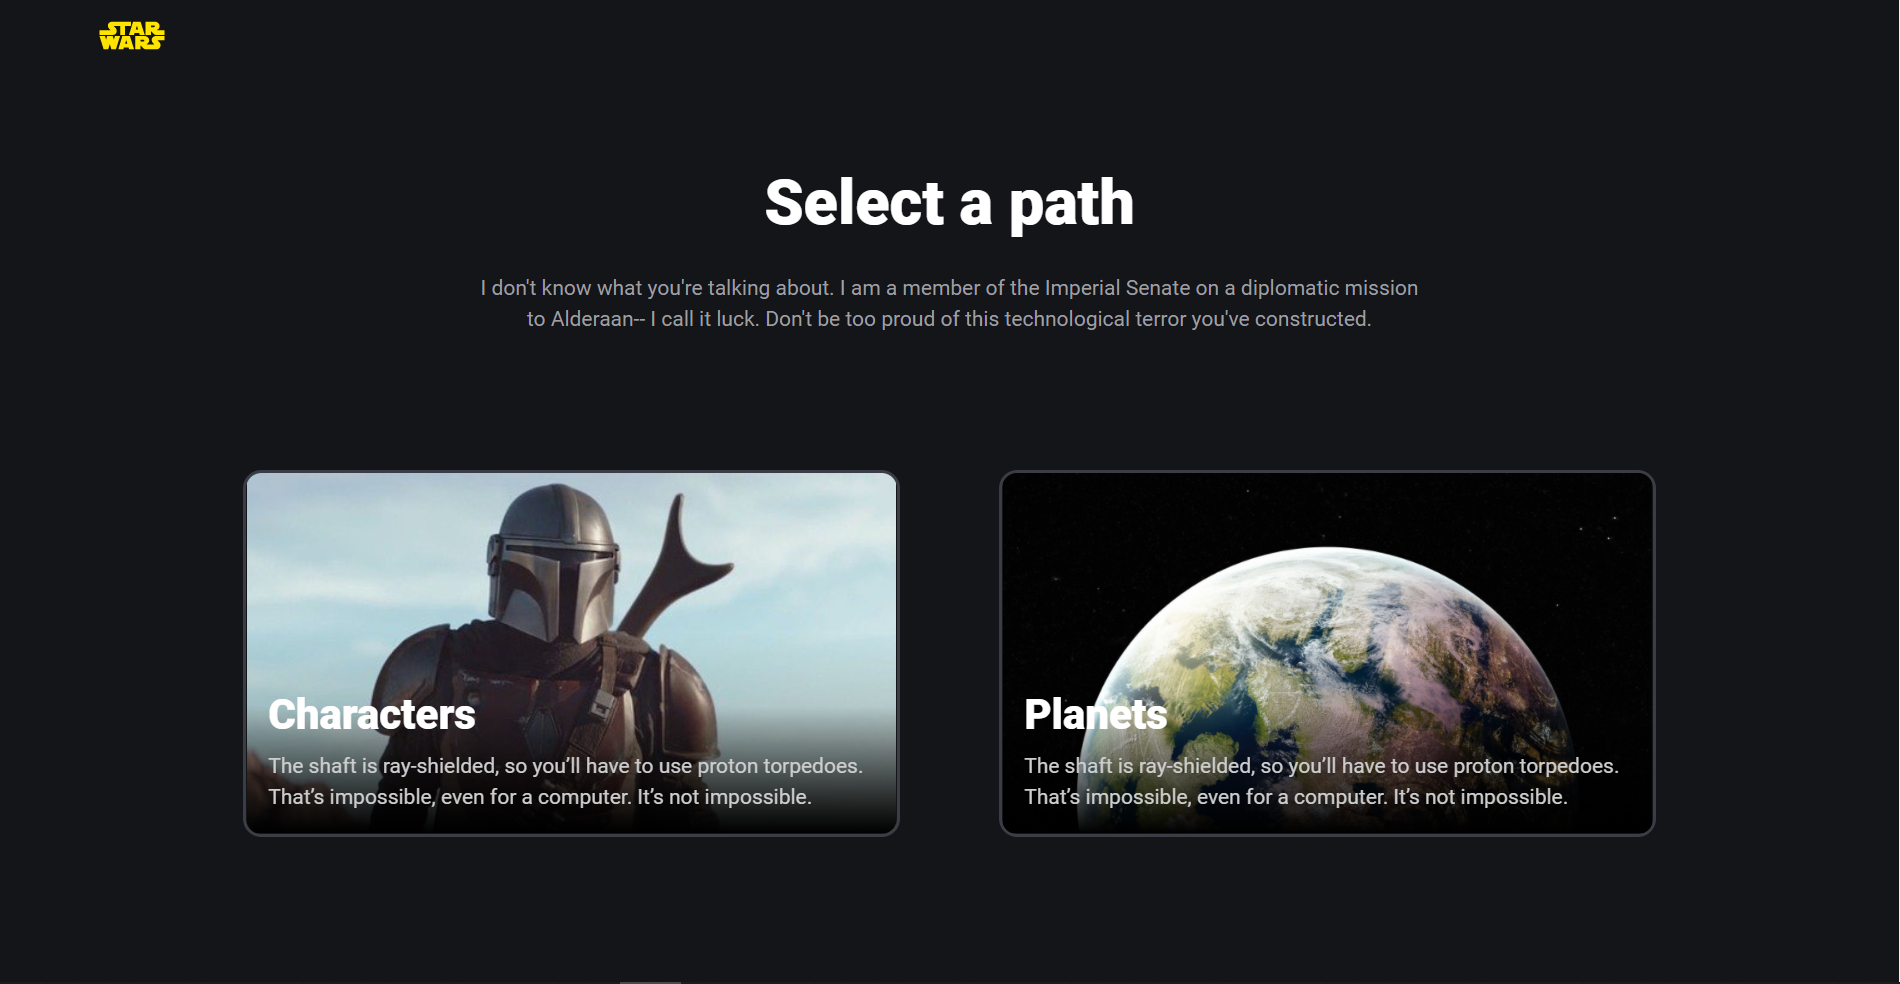 STAR
WARS
Select a path
I don't know what you're talking about. I am a member of the Imperial Senate on a diplomatic mission
to Alderaan-- I call it luck. Don't be too proud of this technological terror you've constructed.
Characters
The shaft is ray-shielded, so you’ll have to use proton torpedoes.
That’s impossible, even for a computer. It’s not impossible.
Planets
The shaft is ray-shielded, so you’ll have to use proton torpedoes.
That’s impossible, even for a computer. It’s not impossible.